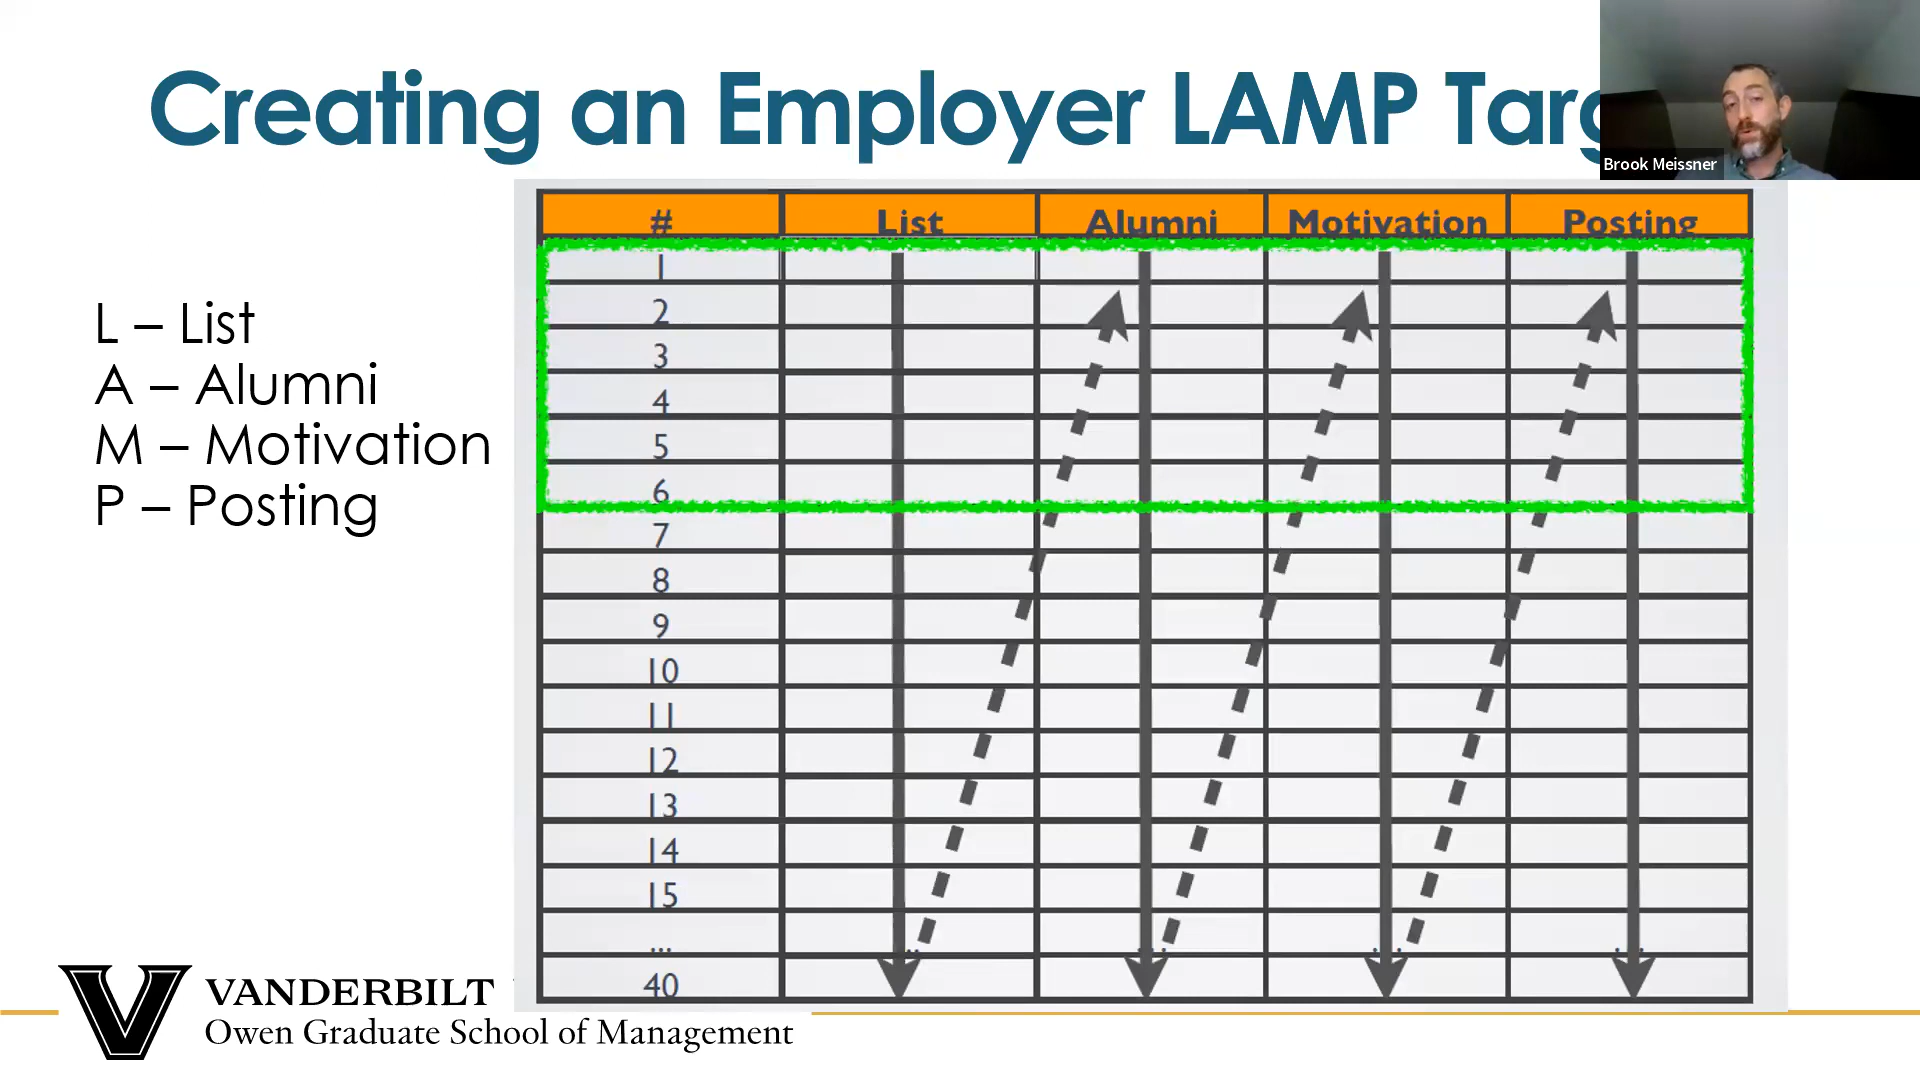 Creating an Employer LAMP Targ
Brook Meissner
L – List
A – Alumni
M – Motivation
P – Posting
# List Alumni Motivation Posting
1
2
3
4
5
6
7
8
9
10
11
12
13
14
15
... ... ... ... ...
40
VANDERBILT
Owen Graduate School of Management